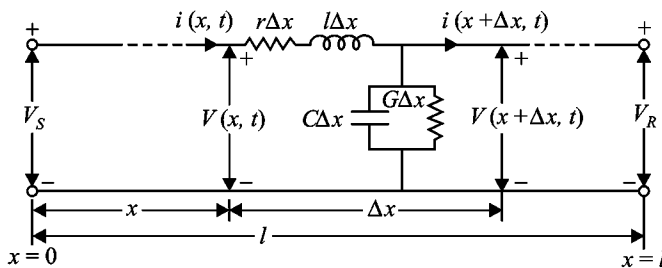 i (x, t)
rΔx
lΔx
i (x +Δx, t)
+
+
+
+
V_S
V (x, t)
CΔx
GΔx
V (x +Δx, t)
V_R
−
−
−
−
x
Δx
l
x = 0
x = l